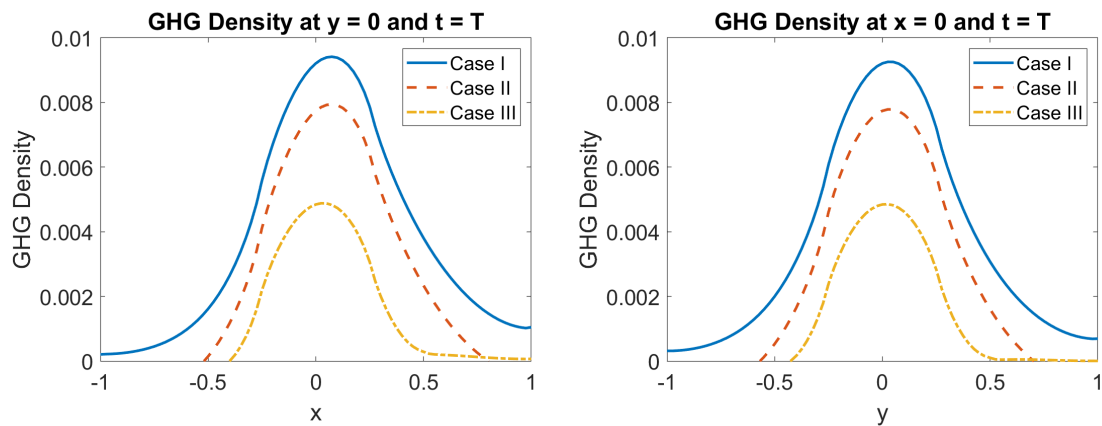 GHG Density at y = 0 and t = T
0.01
0.008
0.006
0.004
0.002
0
GHG Density
-1
-0.5
0
0.5
1
x
Case I
Case II
Case III
GHG Density at x = 0 and t = T
0.01
0.008
0.006
0.004
0.002
0
GHG Density
-1
-0.5
0
0.5
1
y
Case I
Case II
Case III